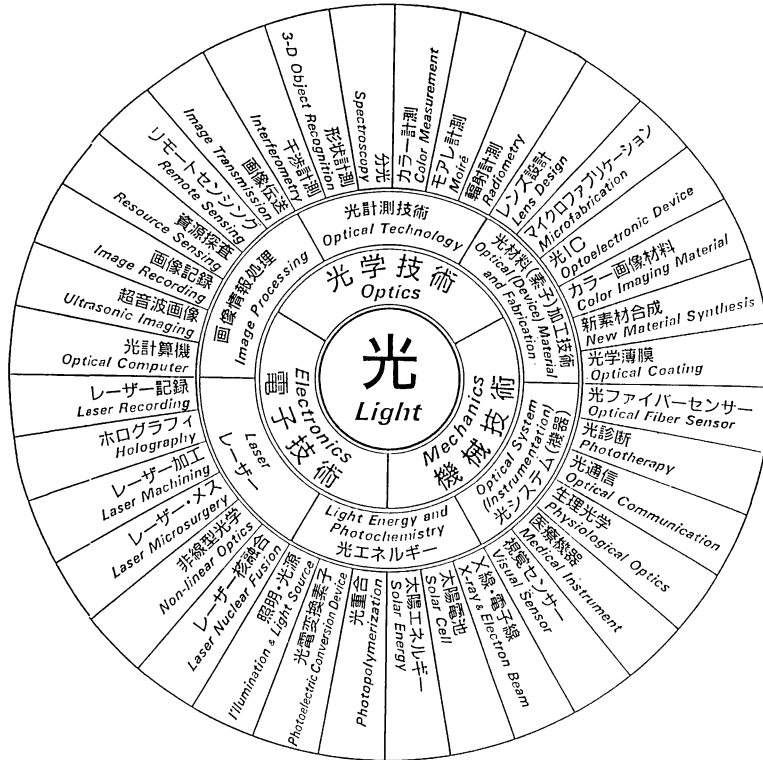 光
Light
光学技術
Optics
Mechanics
機械技術
Electronics
電子技術
光計測技術
Optical Technology
光材料(素子)加工技術
Optical (Device) Material
and Fabrication
Optical System
(Instrumentation)
光システム(機器)
Light Energy and
Photochemistry
光エネルギー
Laser
レーザー
画像情報処理
Image Processing
カラー計測
Color Measurement
モアレ計測
Moiré
輻射計測
Radiometry
レンズ設計
Lens Design
マイクロファブリケーション
Microfabrication
光IC
Optoelectronic Device
カラー画像材料
Color Imaging Material
新素材合成
New Material Synthesis
光学薄膜
Optical Coating
光ファイバーセンサー
Optical Fiber Sensor
光診断
Phototherapy
光通信
Optical Communication
生理光学
Physiological Optics
医療機器
Medical Instrument
視覚センサー
Visual Sensor
X線・電子線
X-ray & Electron Beam
太陽電池
Solar Cell
太陽エネルギー
Solar Energy
光重合
Photopolymerization
光電変換素子
Photoelectric Conversion Device
照明・光源
I'llumination & Light Source
レーザー核融合
Laser Nuclear Fusion
非線型光学
Non-linear Optics
レーザー・メス
Laser Microsurgery
レーザー加工
Laser Machining
ホログラフィ
Holography
レーザー記録
Laser Recording
光計算機
Optical Computer
超音波画像
Ultrasonic Imaging
画像記録
Image Recording
資源探査
Resource Sensing
リモートセンシング
Remote Sensing
画像伝送
Image Transmission
干渉計測
Interferometry
形状計測
3-D Object Recognition
分光
Spectroscopy